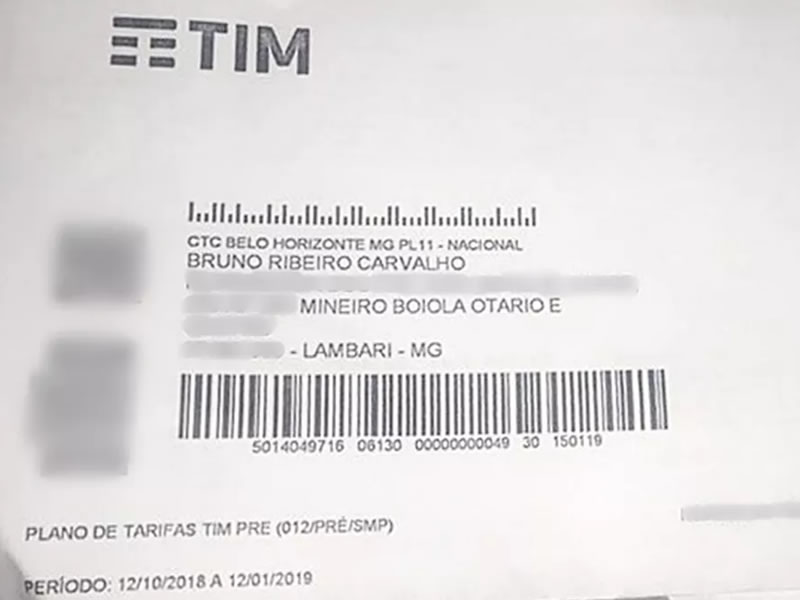 TIM
CTC BELO HORIZONTE MG PL11 - NACIONAL
BRUNO RIBEIRO CARVALHO
MINEIRO BOIOLA OTARIO E
- LAMBARI - MG
5014049716 06130 00000000049 30 150119
PLANO DE TARIFAS TIM PRE (012/PRÉ/SMP)
PERÍODO: 12/10/2018 A 12/01/2019